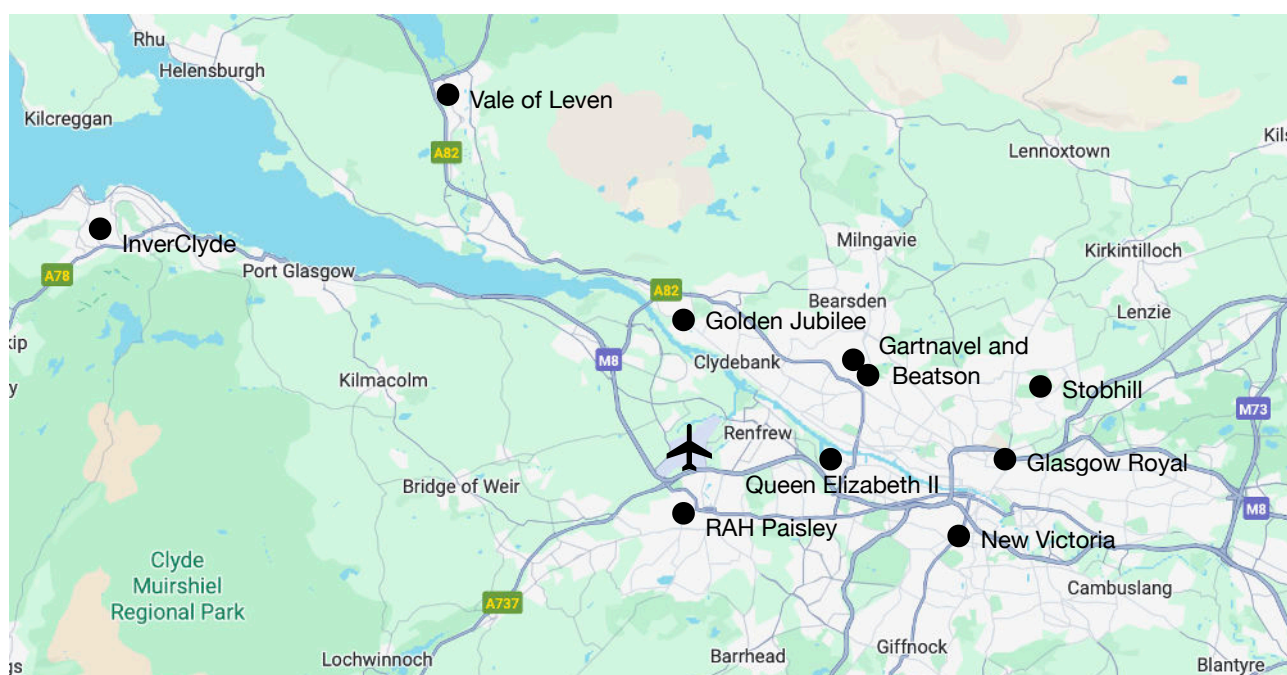 Rhu
Helensburgh
Vale of Leven
Kilcreggan
A82
Kils
Lennoxtown
InverClyde
A78
Port Glasgow
Milngavie
Kirkintilloch
A82
Bearsden
Golden Jubilee
Lenzie
kip
M8
Clydebank
Gartnavel and
Beatson
Kilmacolm
y
Stobhill
M73
Renfrew
Bridge of Weir
Queen Elizabeth II
Glasgow Royal
M8
RAH Paisley
New Victoria
Clyde
Muirshiel
Regional Park
A737
Cambuslang
Lochwinnoch
Barrhead
Giffnock
Blantyre
gs